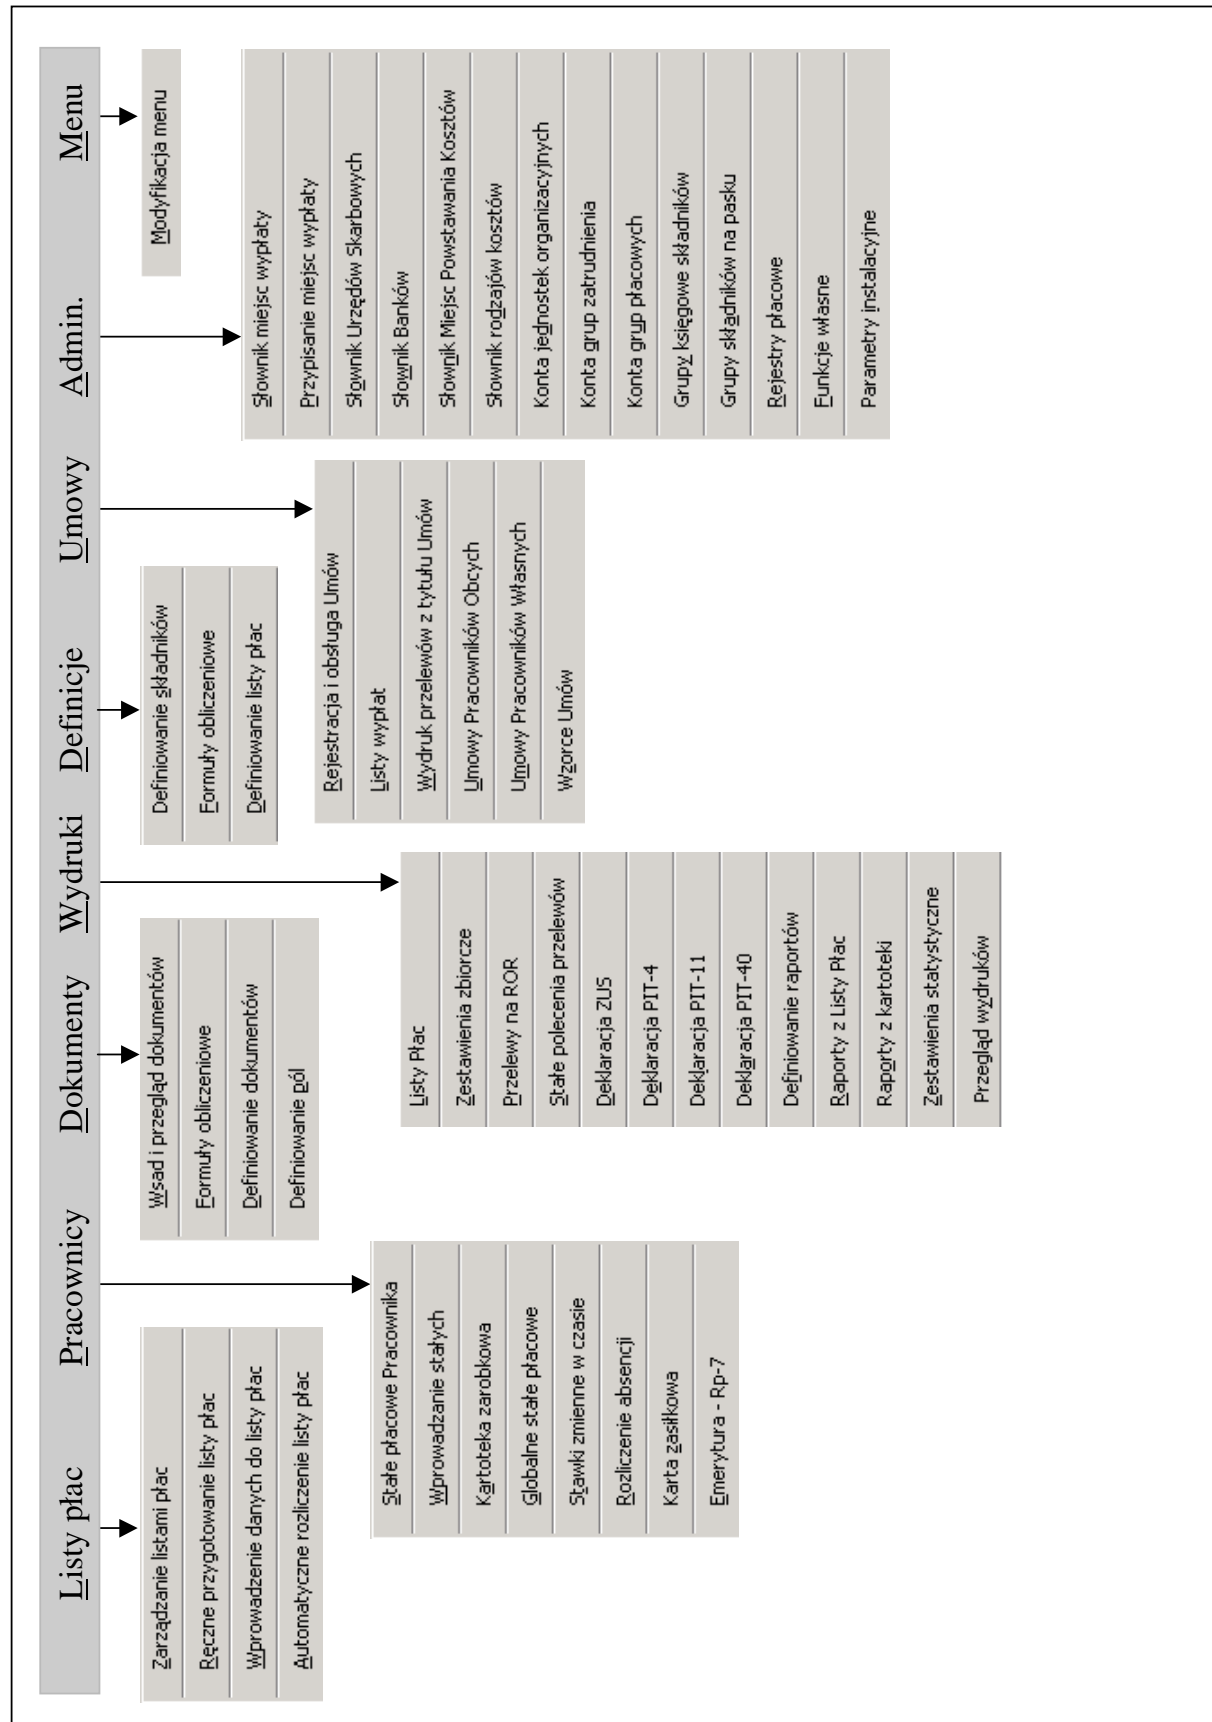 Listy płac Pracownicy Dokumenty Wydruki Definicje Umowy Admin. Menu
Zarządzanie listami płac
Ręczne przygotowanie listy płac
Wprowadzenie danych do listy płac
Automatyczne rozliczenie listy płac
Stałe płacowe Pracownika
Wprowadzanie stałych
Kartoteka zarobkowa
Globalne stałe płacowe
Stawki zmienne w czasie
Rozliczenie absencji
Karta zasiłkowa
Emerytura - Rp-7
Wsad i przegląd dokumentów
Formuły obliczeniowe
Definiowanie dokumentów
Definiowanie pól
Listy Płac
Zestawienia zbiorcze
Przelewy na ROR
Stałe polecenia przelewów
Deklaracja ZUS
Deklaracja PIT-4
Deklaracja PIT-11
Deklaracja PIT-40
Definiowanie raportów
Raporty z Listy Płac
Raporty z kartoteki
Zestawienia statystyczne
Przegląd wydruków
Definiowanie składników
Formuły obliczeniowe
Definiowanie listy płac
Rejestracja i obsługa Umów
Listy wypłat
Wydruk przelewów z tytułu Umów
Umowy Pracowników Obcych
Umowy Pracowników Własnych
Wzorce Umów
Słownik miejsc wypłaty
Przypisanie miejsc wypłaty
Słownik Urzędów Skarbowych
Słownik Banków
Słownik Miejsc Powstawania Kosztów
Słownik rodzajów kosztów
Konta jednostek organizacyjnych
Konta grup zatrudnienia
Konta grup płacowych
Grupy księgowe składników
Grupy składników na pasku
Rejestry płacowe
Funkcje własne
Parametry instalacyjne
Modyfikacja menu